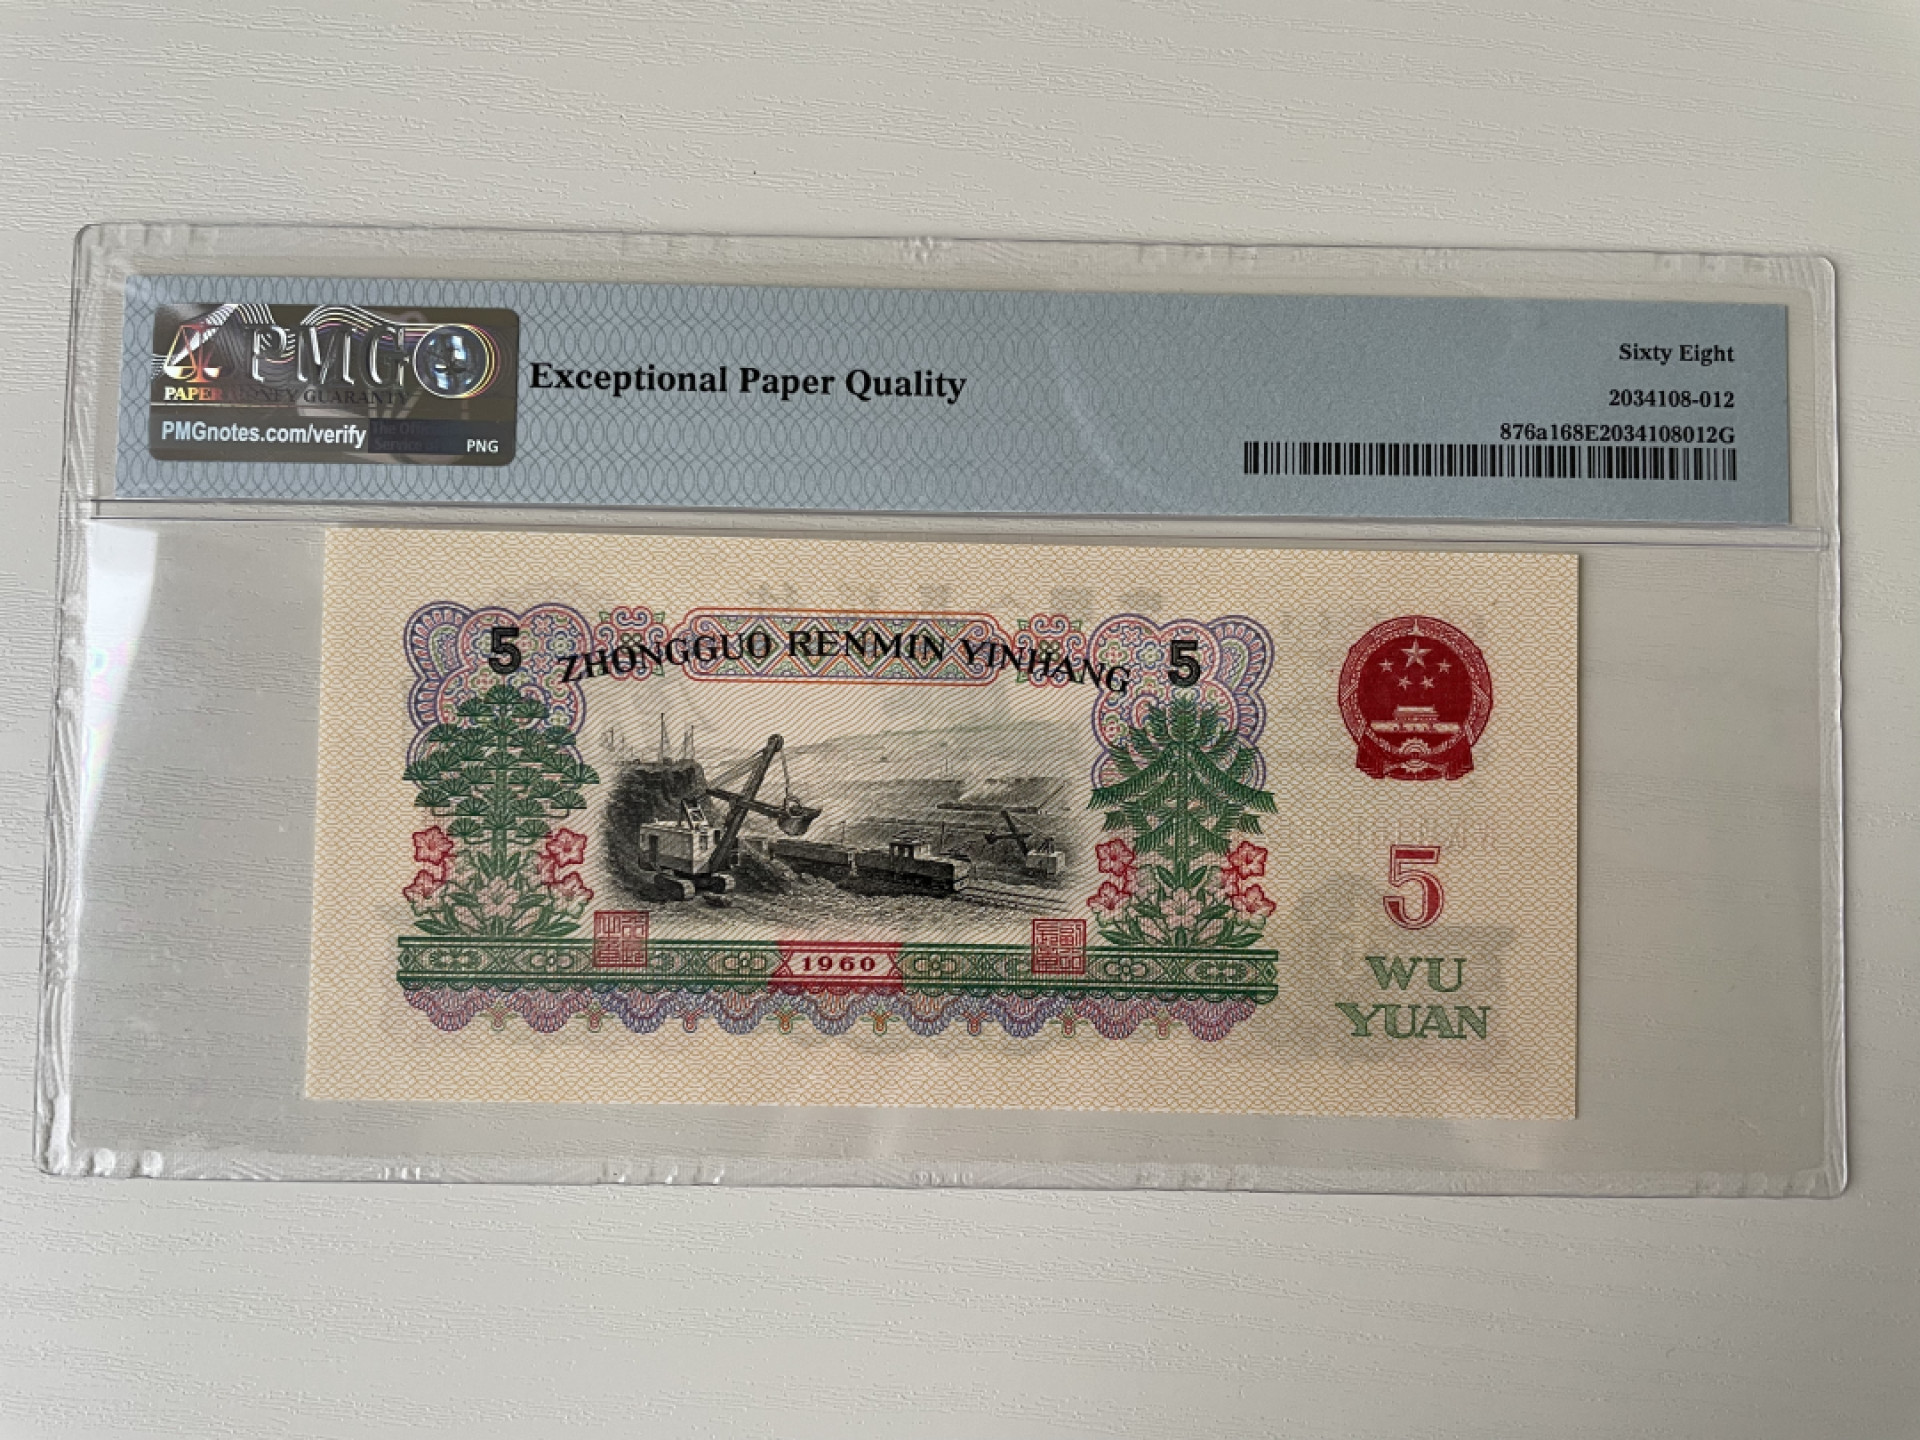 PMG
PAPER MONEY GUARANTY
PMGnotes.com/verify
PNG
Exceptional Paper Quality
Sixty Eight
2034108-012
876a168E2034108012G
5
ZHONGGUO RENMIN YINHANG
5
1960
5
WU
YUAN